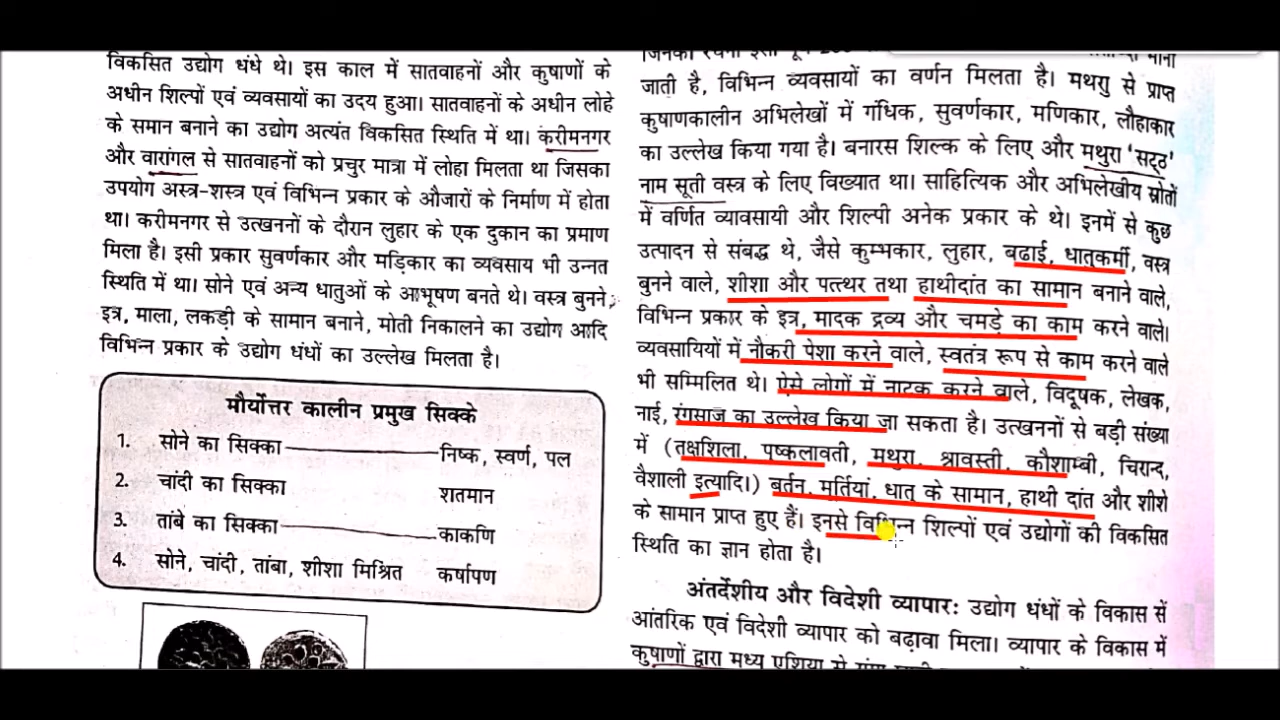 विकसित उद्योग धंधे थे। इस काल में सातवाहनों और कुषाणों के
अधीन शिल्पों एवं व्यवसायों का उदय हुआ। सातवाहनों के अधीन लोहे
के समान बनाने का उद्योग अत्यंत विकसित स्थिति में था। करीमनगर
और वारांगल से सातवाहनों को प्रचुर मात्रा में लोहा मिलता था जिसका
उपयोग अस्त्र-शस्त्र एवं विभिन्न प्रकार के औजारों के निर्माण में होता
था। करीमनगर से उत्खननों के दौरान लुहार के एक दुकान का प्रमाण
मिला है। इसी प्रकार सुवर्णकार और मड़िकार का व्यवसाय भी उन्नत
स्थिति में था। सोने एवं अन्य धातुओं के आभूषण बनते थे। वस्त्र बुनने,
इत्र, माला, लकड़ी के सामान बनाने, मोती निकालने का उद्योग आदि
विभिन्न प्रकार के उद्योग धंधों का उल्लेख मिलता है।
मौर्योत्तर कालीन प्रमुख सिक्के
1. सोने का सिक्का निष्क, स्वर्ण, पल
2. चांदी का सिक्का शतमान
3. तांबे का सिक्का काकणि
4. सोने, चांदी, तांबा, शीशा मिश्रित कर्षापण
जाती है, विभिन्न व्यवसायों का वर्णन मिलता है। मथुरा से प्राप्त
कुषाणकालीन अभिलेखों में गंधिक, सुवर्णकार, मणिकार, लौहाकार
का उल्लेख किया गया है। बनारस शिल्क के लिए और मथुरा 'सट्ठ'
नाम सूती वस्त्र के लिए विख्यात था। साहित्यिक और अभिलेखीय स्रोतों
में वर्णित व्यावसायी और शिल्पी अनेक प्रकार के थे। इनमें से कुछ
उत्पादन से संबद्ध थे, जैसे कुम्भकार, लुहार, बढाई, धातुकर्मी, वस्त्र
बुनने वाले, शीशा और पत्त्थर तथा हाथीदांत का सामान बनाने वाले,
विभिन्न प्रकार के इत्र, मादक द्रव्य और चमड़े का काम करने वाले।
व्यवसायियों में नौकरी पेशा करने वाले, स्वतंत्र रूप से काम करने वाले
भी सम्मिलित थे। ऐसे लोगों में नाटक करने वाले, विदूषक, लेखक,
नाई, रंगसाज का उल्लेख किया जा सकता है। उत्खननों से बड़ी संख्या
में (तक्षशिला, पृष्कलावती, मथुरा, श्रावस्ती, कौशाम्बी, चिरान्द,
वैशाली इत्यादि।) बर्तन, मूर्तियां, धातु के सामान, हाथी दांत और शीशे
के सामान प्राप्त हुए हैं। इनसे विभिन्न शिल्पों एवं उद्योगों की विकसित
स्थिति का ज्ञान होता है।
अंतर्देशीय और विदेशी व्यापार: उद्योग धंधों के विकास सें
आंतरिक एवं विदेशी व्यापार को बढ़ावा मिला। व्यापार के विकास में
कुषाणों द्वारा मध्य एशिया से